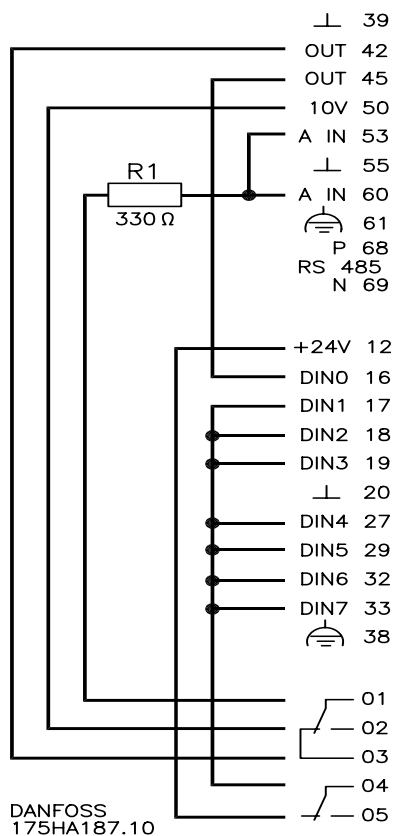 39
OUT 42
OUT 45
10V 50
A IN 53
55
R1
A IN 60
330 Ω
61
P 68
RS 485
N 69
+24V 12
DIN0 16
DIN1 17
DIN2 18
DIN3 19
20
DIN4 27
DIN5 29
DIN6 32
DIN7 33
38
01
02
03
04
05
DANFOSS
175HA187.10